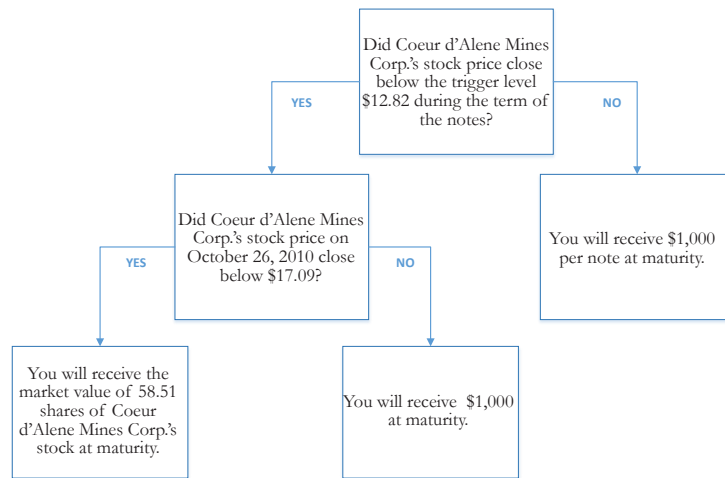 Did Coeur d'Alene Mines
Corp.'s stock price close
below the trigger level
$12.82 during the term of
the notes?
YES
NO
Did Coeur d'Alene Mines
Corp.'s stock price on
October 26, 2010 close
below $17.09?
You will receive $1,000
per note at maturity.
YES
NO
You will receive the
market value of 58.51
shares of Coeur
d'Alene Mines Corp.'s
stock at maturity.
You will receive $1,000
at maturity.